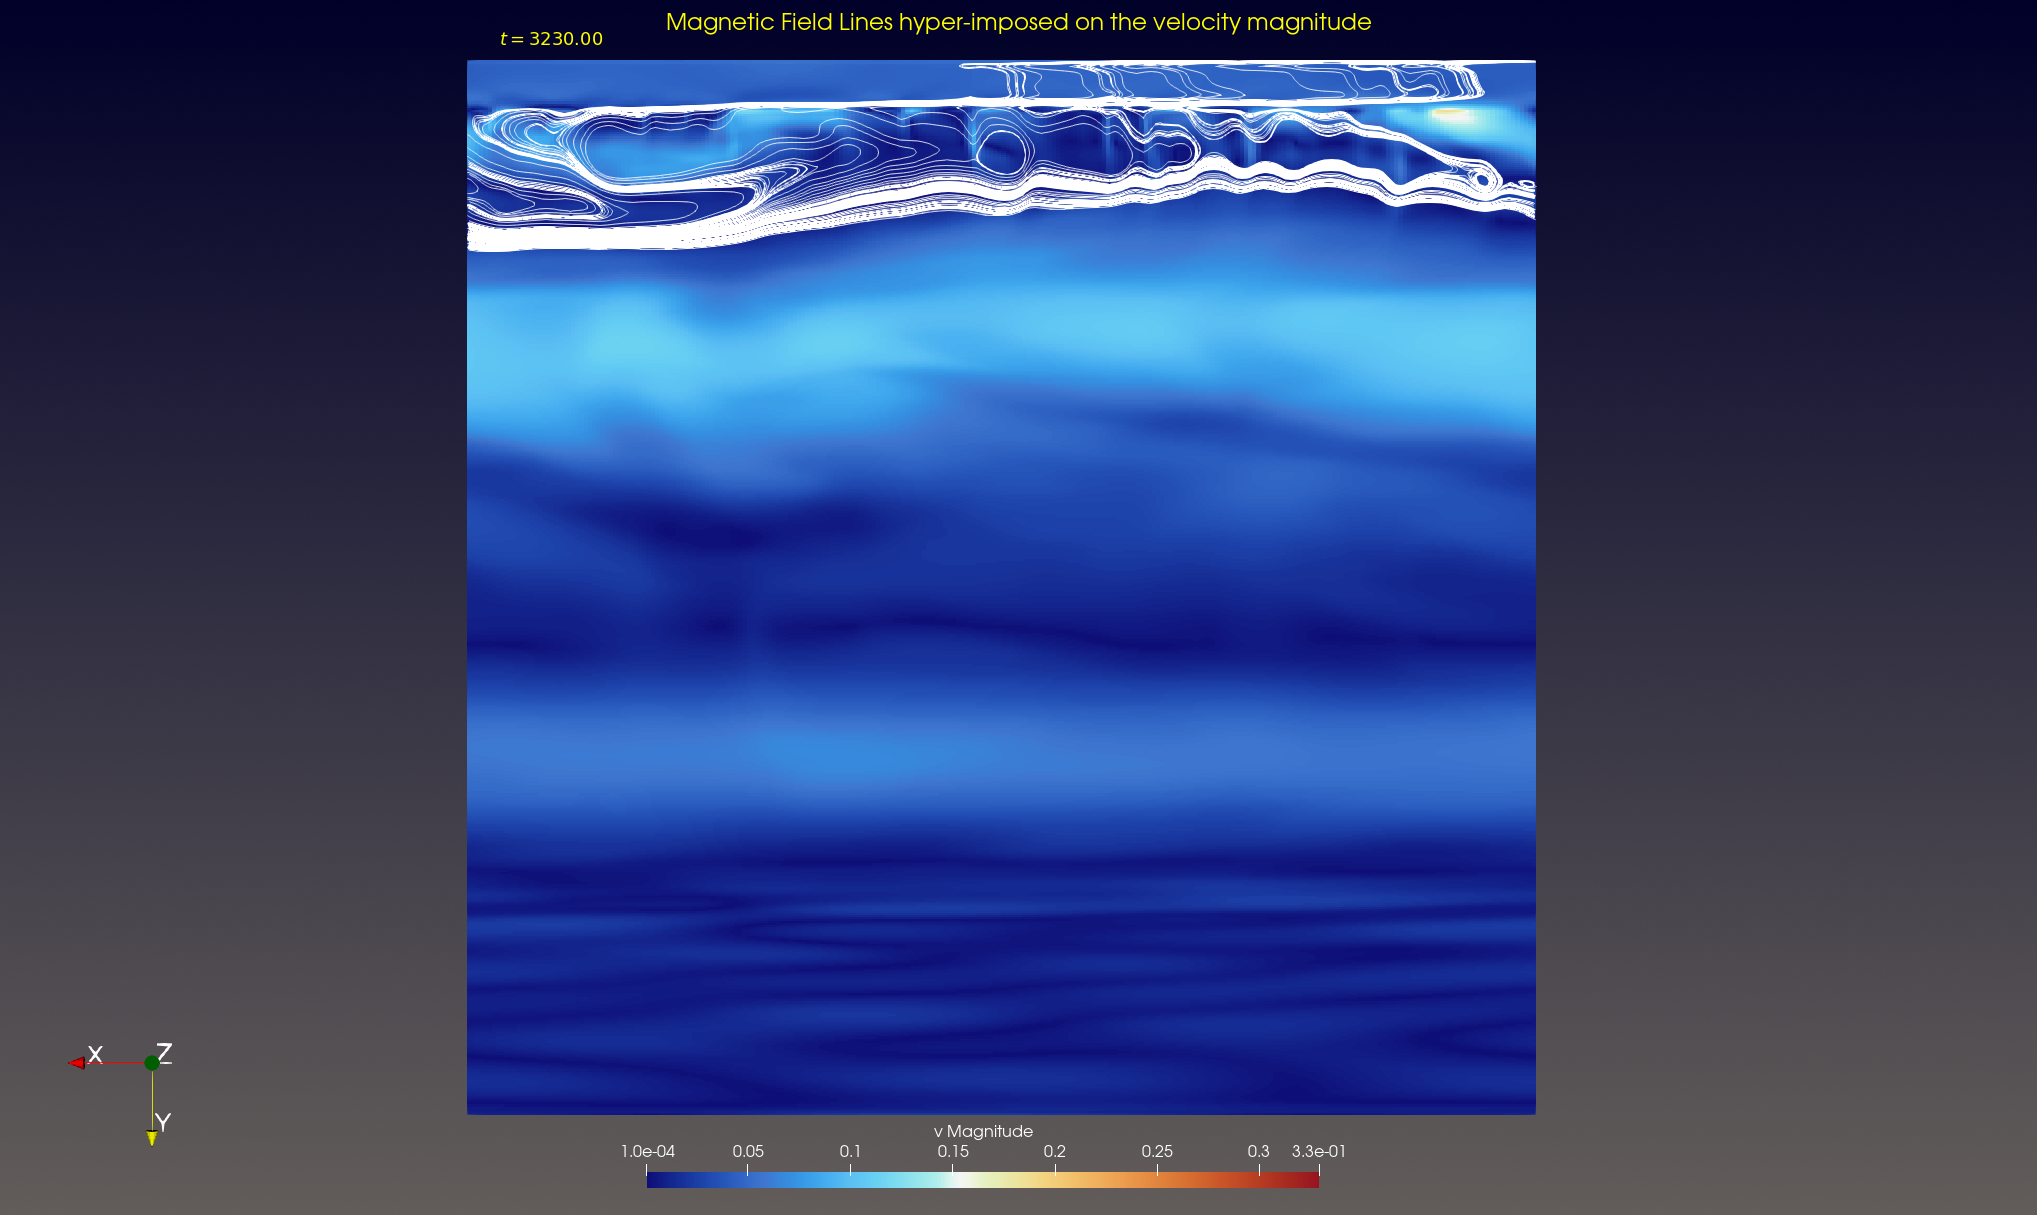 Magnetic Field Lines hyper-imposed on the velocity magnitude
t = 3230.00
X
Z
Y
v Magnitude
1.0e-04 0.05 0.1 0.15 0.2 0.25 0.3 3.3e-01